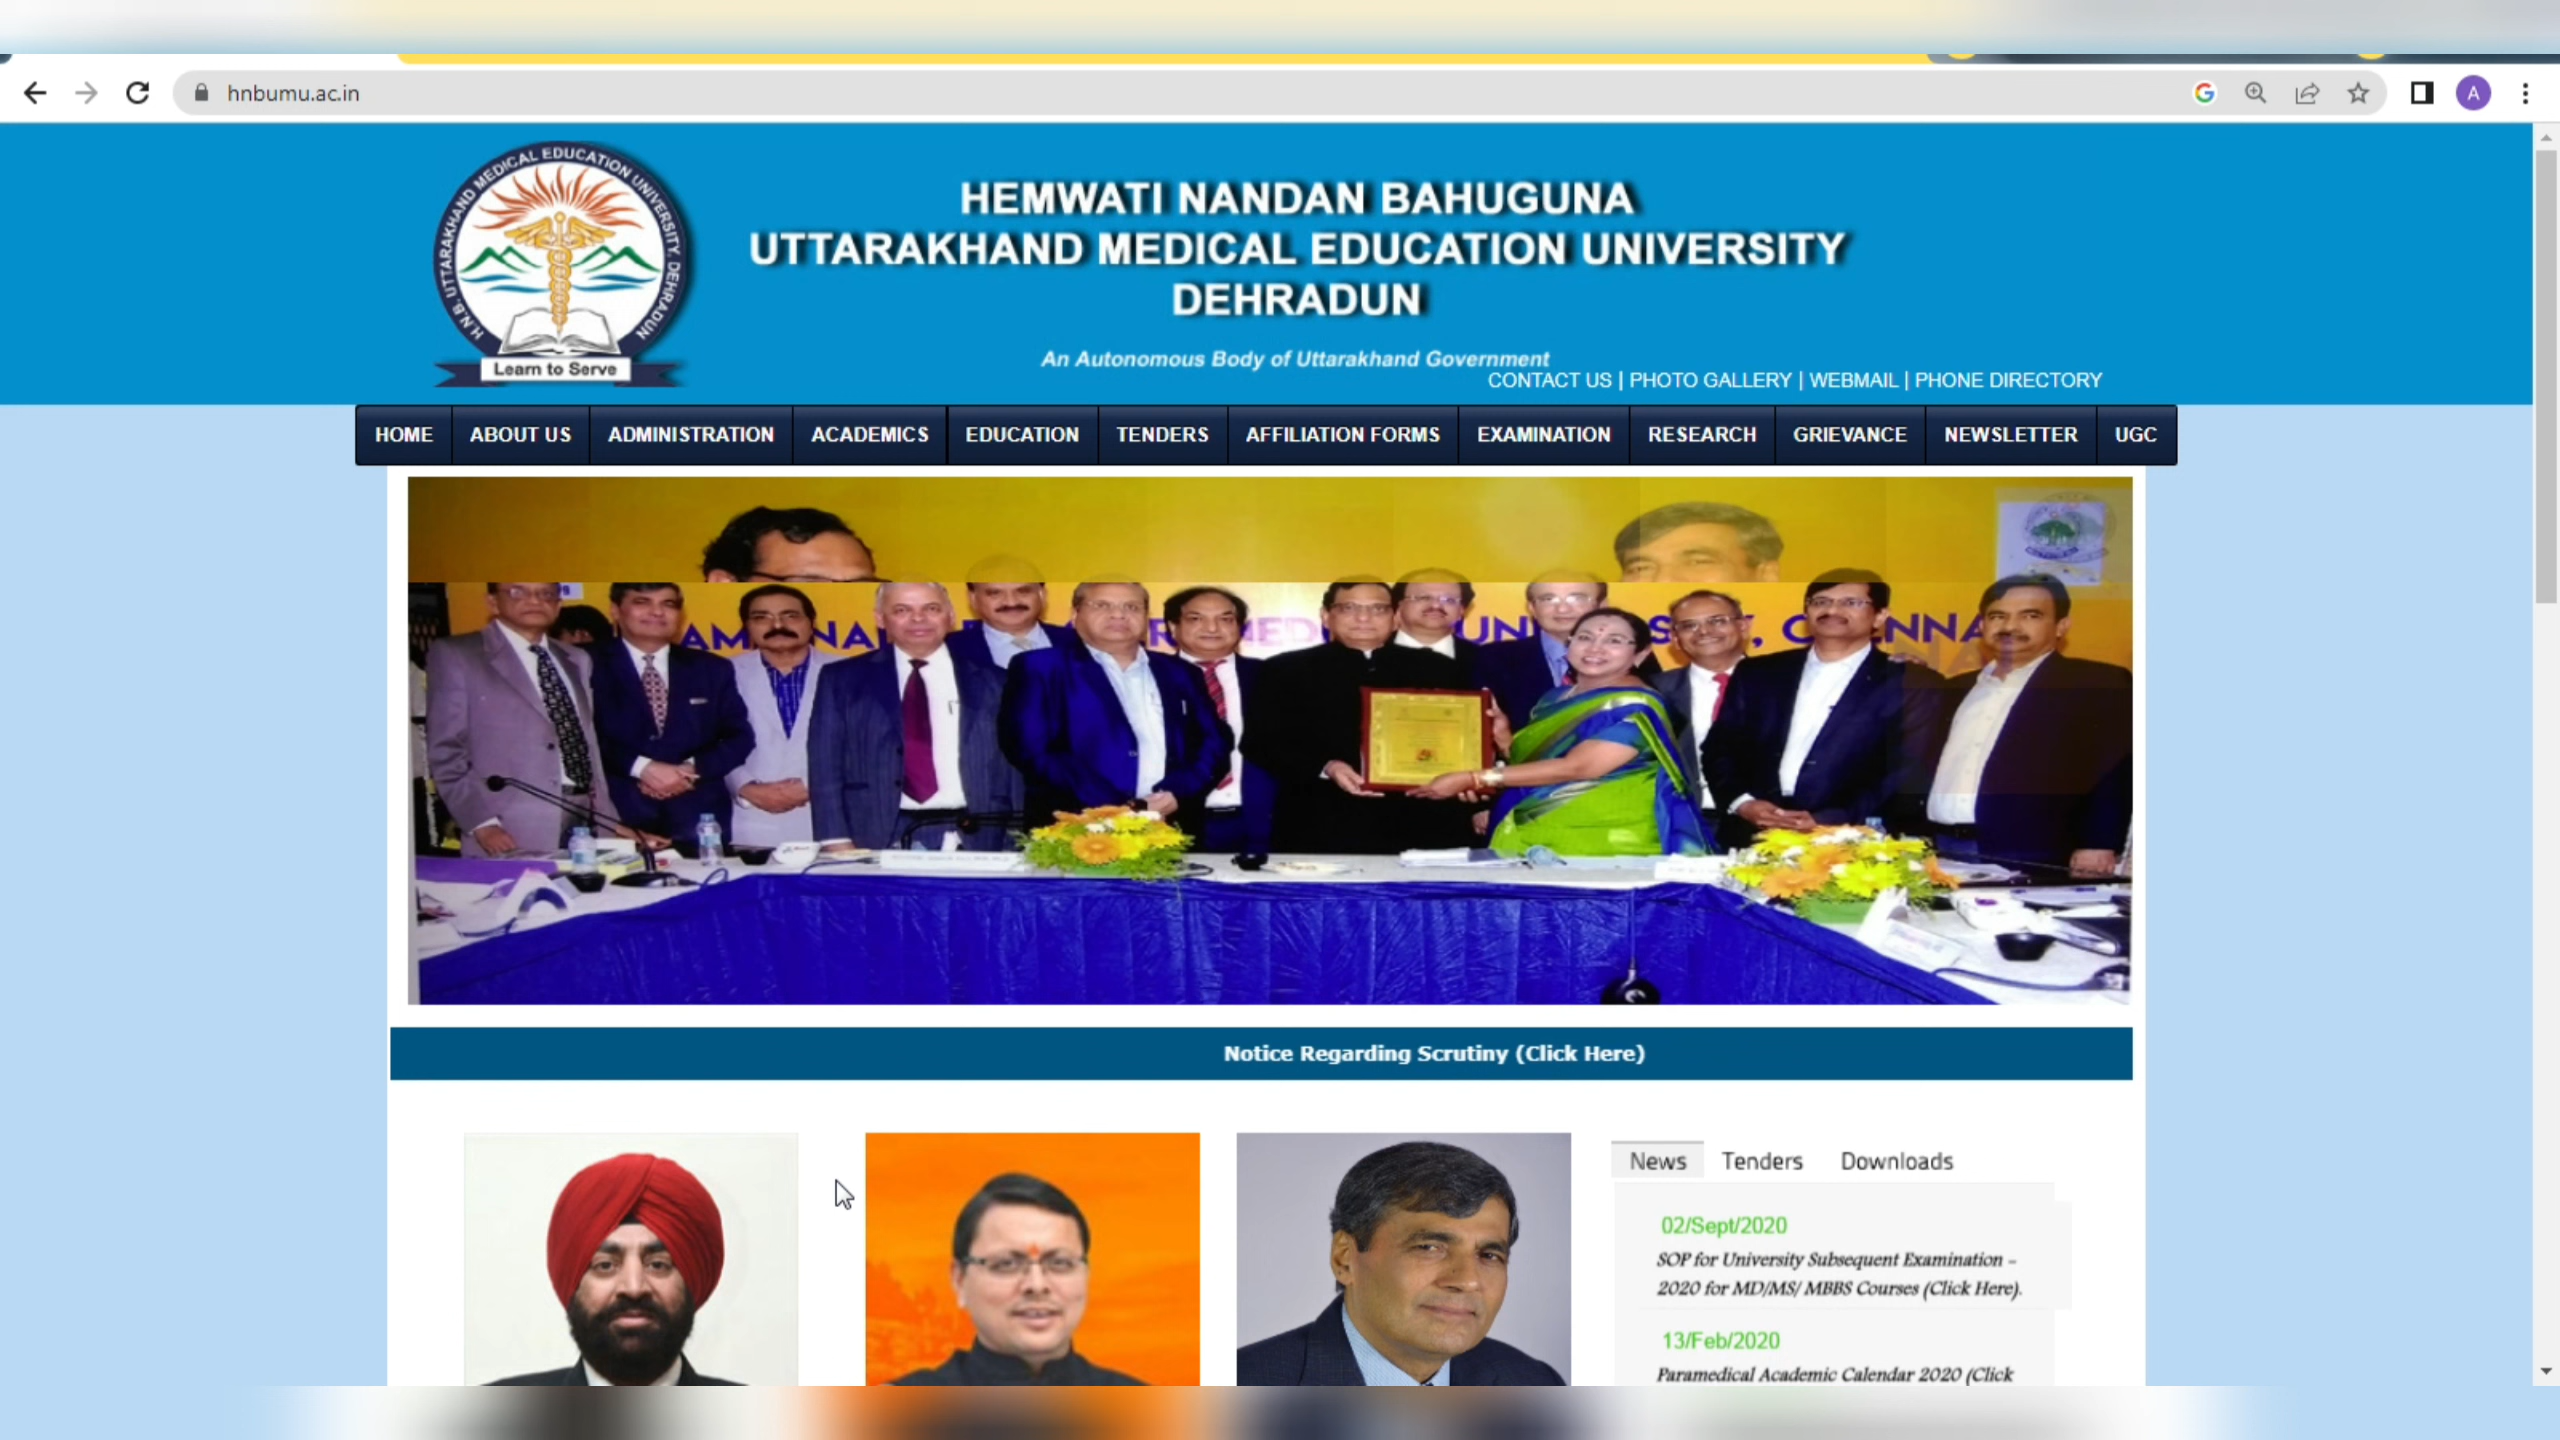 hnbumu.ac.in
A
H.N.B. UTTARAKHAND MEDICAL EDUCATION UNIVERSITY, DEHRADUN
Learn to Serve
HEMWATI NANDAN BAHUGUNA
UTTARAKHAND MEDICAL EDUCATION UNIVERSITY
DEHRADUN
An Autonomous Body of Uttarakhand Government
CONTACT US | PHOTO GALLERY | WEBMAIL | PHONE DIRECTORY
HOME ABOUT US ADMINISTRATION ACADEMICS EDUCATION TENDERS AFFILIATION FORMS EXAMINATION RESEARCH GRIEVANCE NEWSLETTER UGC
Notice Regarding Scrutiny (Click Here)
News Tenders Downloads
02/Sept/2020
SOP for University Subsequent Examination -
2020 for MD/MS/ MBBS Courses (Click Here).
13/Feb/2020
Paramedical Academic Calendar 2020 (Click